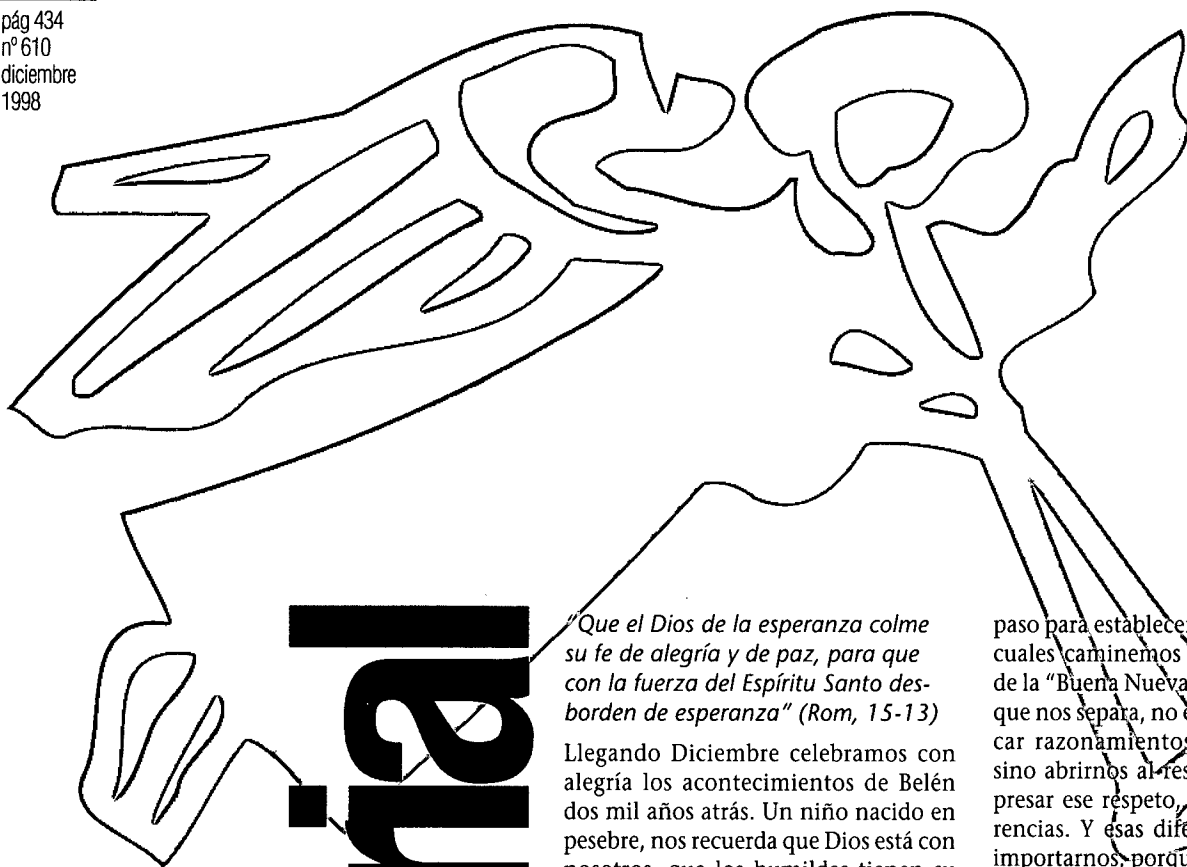 pág 434
nº 610
diciembre
1998
"Que el Dios de la esperanza colme
su fe de alegría y de paz, para que
con la fuerza del Espíritu Santo des-
borden de esperanza" (Rom, 15-13)
Llegando Diciembre celebramos con
alegría los acontecimientos de Belén
dos mil años atrás. Un niño nacido en
pesebre, nos recuerda que Dios está con
paso para establecer
cuales caminemos
de la "Buena Nueva
que nos separa, no
car razonamientos
sino abrirnos al
presar ese respeto,
rencias. Y esas
importarnos,
rial